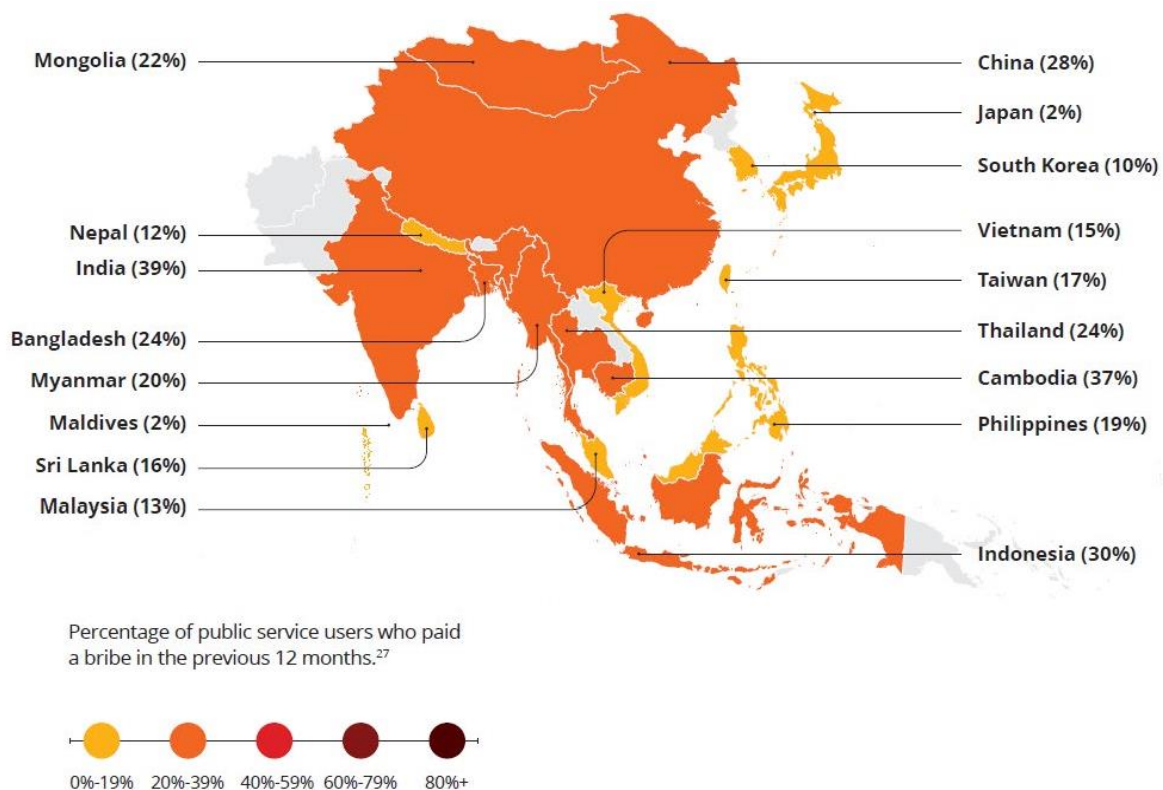 Mongolia (22%)
Nepal (12%)
India (39%)
Bangladesh (24%)
Myanmar (20%)
Maldives (2%)
Sri Lanka (16%)
Malaysia (13%)
China (28%)
Japan (2%)
South Korea (10%)
Vietnam (15%)
Taiwan (17%)
Thailand (24%)
Cambodia (37%)
Philippines (19%)
Indonesia (30%)
Percentage of public service users who paid
a bribe in the previous 12 months.²⁷
0%-19% 20%-39% 40%-59% 60%-79% 80%+